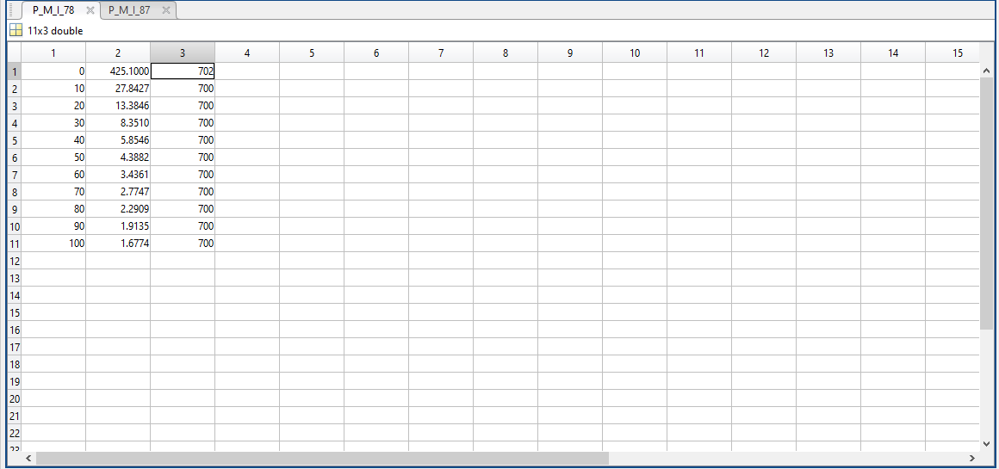 P_M_I_78 P_M_I_87
11x3 double
1 2 3 4 5 6 7 8 9 10 11 12 13 14 15
1 0 425.1000 702
2 10 27.8427 700
3 20 13.3846 700
4 30 8.3510 700
5 40 5.8546 700
6 50 4.3882 700
7 60 3.4361 700
8 70 2.7747 700
9 80 2.2909 700
10 90 1.9135 700
11 100 1.6774 700
12
13
14
15
16
17
18
19
20
21
22
23